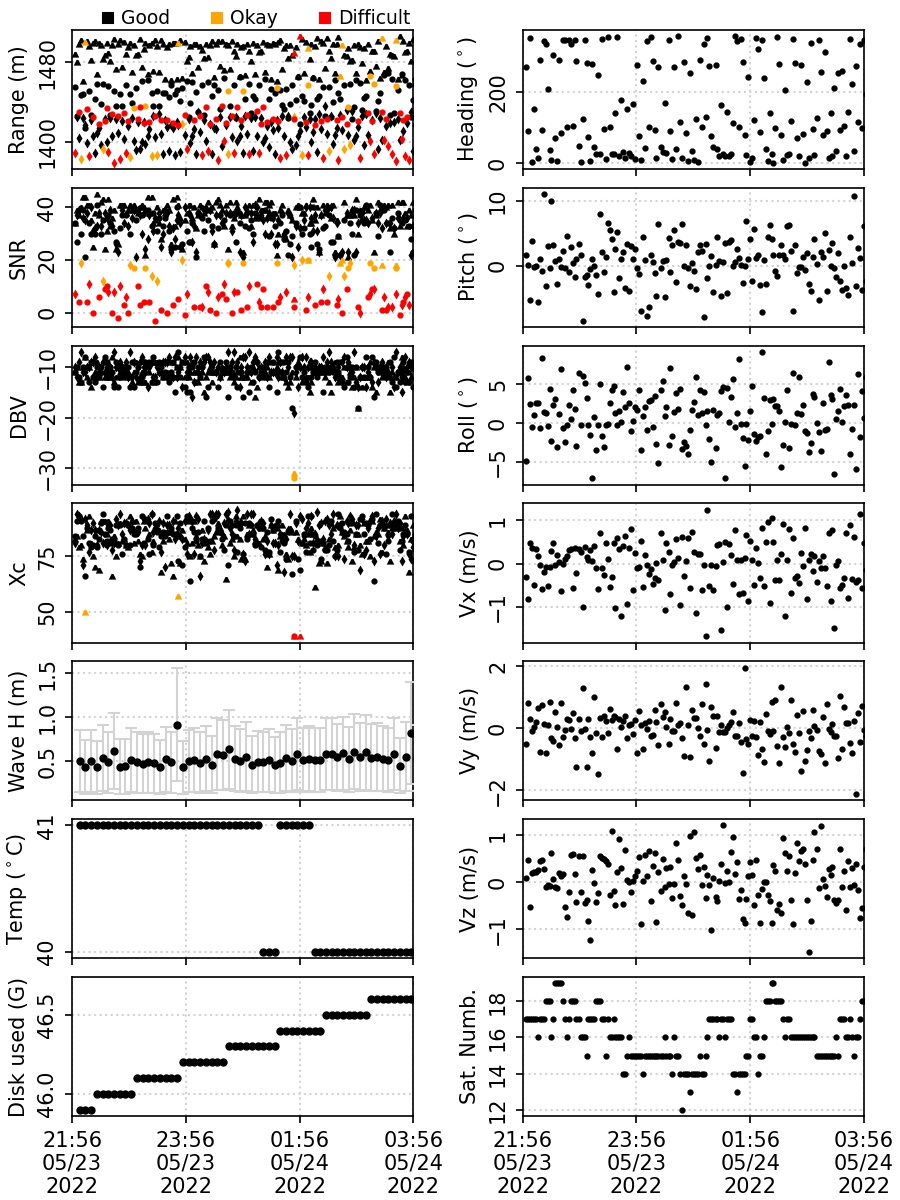 Good Okay Difficult
Range (m)
1480
1400
Heading (°)
200
0
SNR
40
20
0
Pitch (°)
10
0
DBV
−10
−20
−30
Roll (°)
5
0
−5
Xc
75
50
Vx (m/s)
1
0
−1
Wave H (m)
1.5
1.0
0.5
Vy (m/s)
2
0
−2
Temp (°C)
41
40
Vz (m/s)
1
0
−1
Disk used (G)
46.5
46.0
Sat. Numb.
18
16
14
12
21:56 23:56 01:56 03:56
05/23 05/23 05/24 05/24
2022 2022 2022 2022
21:56 23:56 01:56 03:56
05/23 05/23 05/24 05/24
2022 2022 2022 2022